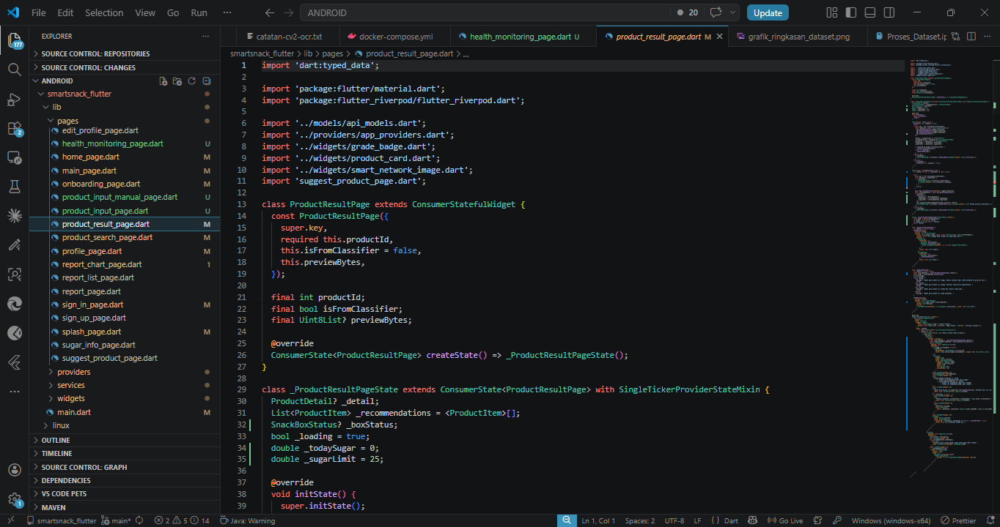 File Edit Selection View Go Run ···
ANDROID
20
Update
EXPLORER
177
SOURCE CONTROL: REPOSITORIES
SOURCE CONTROL: CHANGES
ANDROID
smartsnack_flutter
lib
pages
edit_profile_page.dart
health_monitoring_page.dart U
home_page.dart M
main_page.dart M
onboarding_page.dart M
product_input_manual_page.dart U
product_input_page.dart U
product_result_page.dart M
product_search_page.dart M
profile_page.dart M
report_chart_page.dart 1
report_list_page.dart
report_page.dart
sign_in_page.dart M
sign_up_page.dart
splash_page.dart M
sugar_info_page.dart
suggest_product_page.dart
providers
services
widgets
main.dart M
linux
OUTLINE
TIMELINE
SOURCE CONTROL: GRAPH
DEPENDENCIES
VS CODE PETS
MAVEN
2
1
catatan-cv2-ocr.txt
docker-compose.yml
health_monitoring_page.dart U
product_result_page.dart M
grafik_ringkasan_dataset.png
Proses_Dataset.ip
smartsnack_flutter > lib > pages > product_result_page.dart > ...
1 import 'dart:typed_data';
2
3 import 'package:flutter/material.dart';
4 import 'package:flutter_riverpod/flutter_riverpod.dart';
5
6 import '../models/api_models.dart';
7 import '../providers/app_providers.dart';
8 import '../widgets/grade_badge.dart';
9 import '../widgets/product_card.dart';
10 import '../widgets/smart_network_image.dart';
11 import 'suggest_product_page.dart';
12
13 class ProductResultPage extends ConsumerStatefulWidget {
14 const ProductResultPage({
15 super.key,
16 required this.productId,
17 this.isFromClassifier = false,
18 this.previewBytes,
19 });
20
21 final int productId;
22 final bool isFromClassifier;
23 final Uint8List? previewBytes;
24
25 @override
26 ConsumerState<ProductResultPage> createState() => _ProductResultPageState();
27 }
28
29 class _ProductResultPageState extends ConsumerState<ProductResultPage> with SingleTickerProviderStateMixin {
30 ProductDetail? _detail;
31 List<ProductItem> _recommendations = <ProductItem>[];
32 SnackBoxStatus? _boxStatus;
33 bool _loading = true;
34 double _todaySugar = 0;
35 double _sugarLimit = 25;
36
37 @override
38 void initState() {
39 super.initState();
smartsnack_flutter main* 2 5 14 Java: Warning
Ln 1, Col 1 Spaces: 2 UTF-8 LF { } Dart Go Live Windows (windows-x64) Prettier